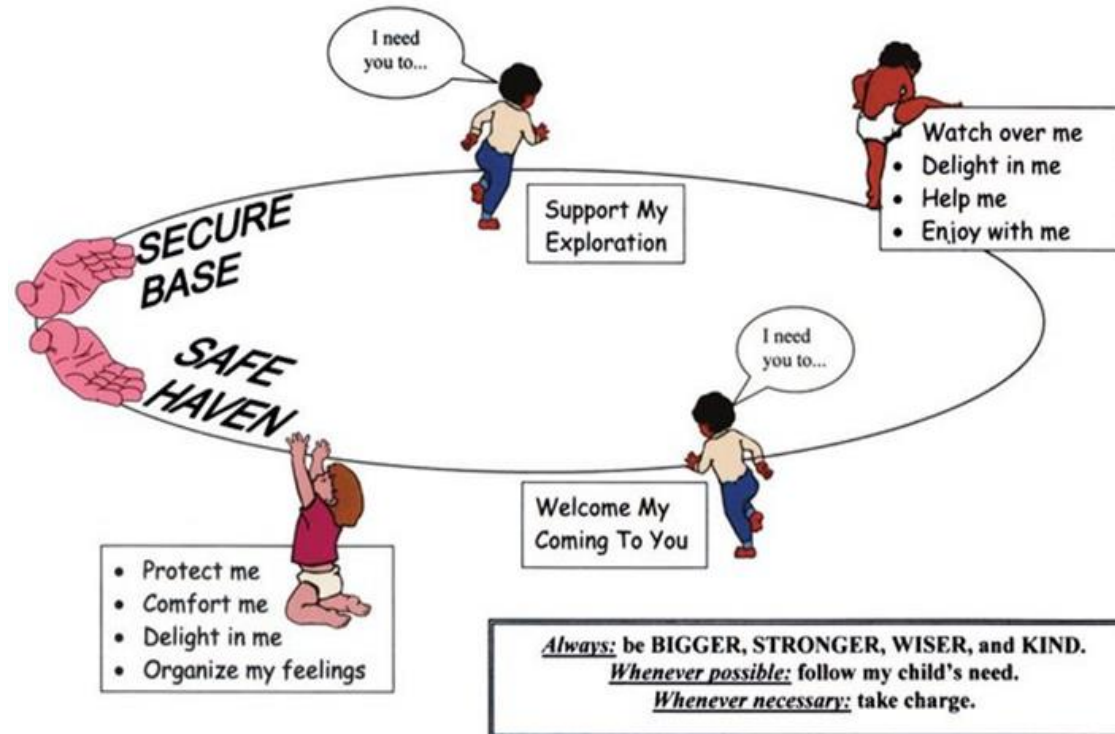 I need
you to...
SECURE
BASE
Support My
Exploration
• Watch over me
• Delight in me
• Help me
• Enjoy with me
SAFE
HAVEN
I need
you to...
Welcome My
Coming To You
• Protect me
• Comfort me
• Delight in me
• Organize my feelings
Always: be BIGGER, STRONGER, WISER, and KIND.
Whenever possible: follow my child's need.
Whenever necessary: take charge.